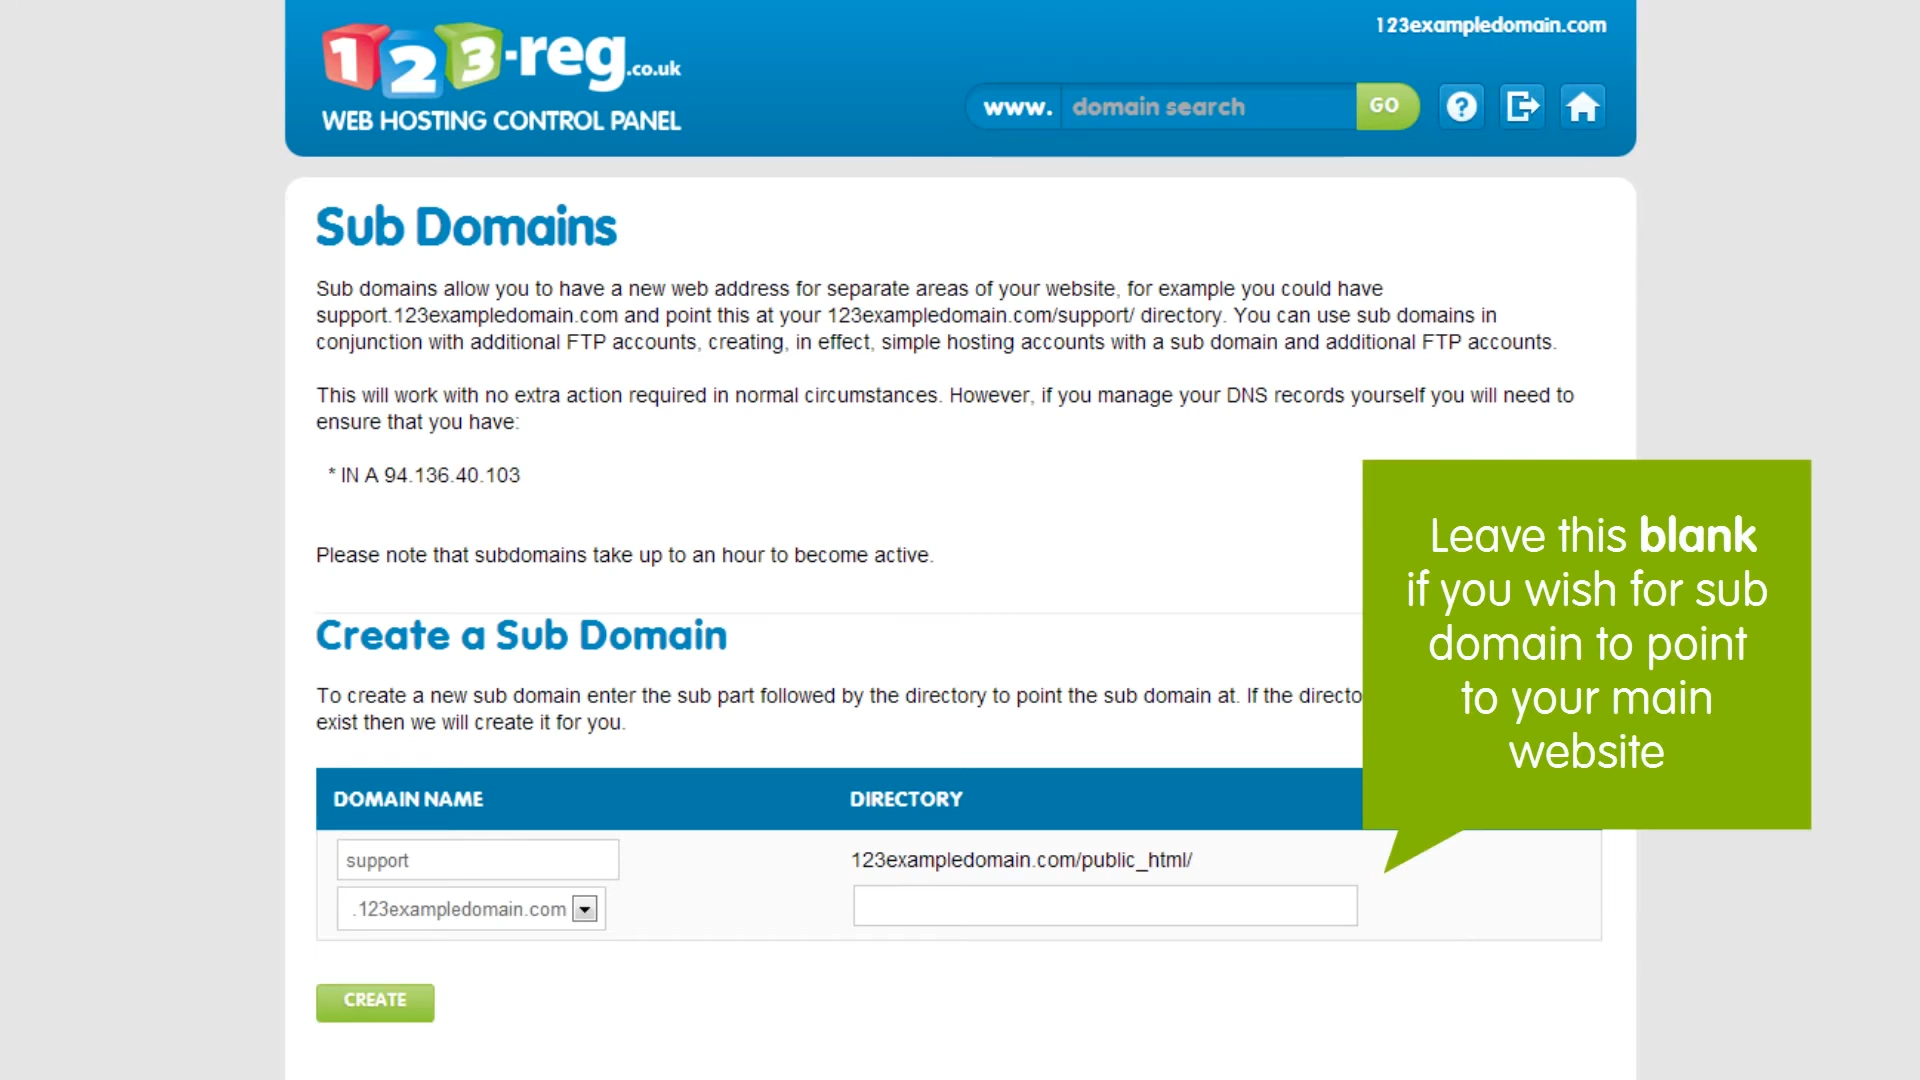 123-reg.co.uk
WEB HOSTING CONTROL PANEL
123exampledomain.com
www. domain search GO
?
Sub Domains
Sub domains allow you to have a new web address for separate areas of your website, for example you could have
support.123exampledomain.com and point this at your 123exampledomain.com/support/ directory. You can use sub domains in
conjunction with additional FTP accounts, creating, in effect, simple hosting accounts with a sub domain and additional FTP accounts.
This will work with no extra action required in normal circumstances. However, if you manage your DNS records yourself you will need to
ensure that you have:
* IN A 94.136.40.103
Please note that subdomains take up to an hour to become active.
Create a Sub Domain
To create a new sub domain enter the sub part followed by the directory to point the sub domain at. If the directo
exist then we will create it for you.
Leave this blank
if you wish for sub
domain to point
to your main
website
DOMAIN NAME DIRECTORY
support
123exampledomain.com/public_html/
.123exampledomain.com
CREATE